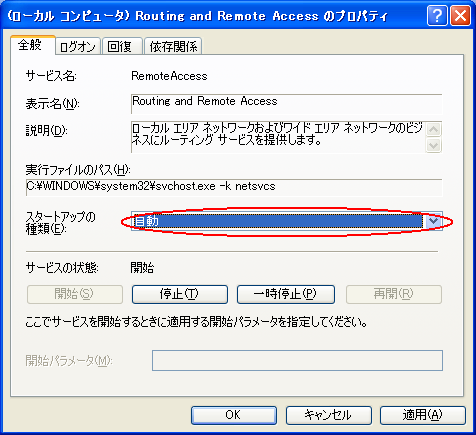 (ローカル コンピュータ) Routing and Remote Access のプロパティ
全般 ログオン 回復 依存関係
サービス名: RemoteAccess
表示名(N): Routing and Remote Access
説明(D): ローカル エリア ネットワークおよびワイド エリア ネットワークのビジ
ネスにルーティング サービスを提供します。
実行ファイルのパス(H):
C:¥WINDOWS¥system32¥svchost.exe -k netsvcs
スタートアップの
種類(E): 自動
サービスの状態: 開始
開始(S) 停止(T) 一時停止(P) 再開(R)
ここでサービスを開始するときに適用する開始パラメータを指定してください。
開始パラメータ(M):
OK キャンセル 適用(A)